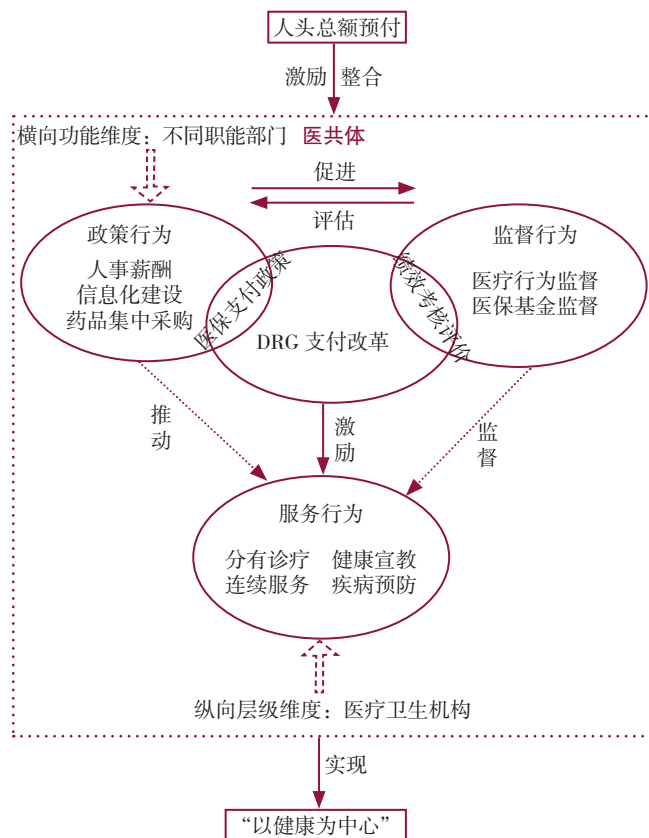 人头总额预付
激励 整合
横向功能维度：不同职能部门 医共体
促进
评估
政策行为
人事薪酬
信息化建设
药品集中采购
医保支付政策
DRG 支付改革
绩效考核评价
监督行为
医疗行为监督
医保基金监督
推动
激励
监督
服务行为
分有诊疗 健康宣教
连续服务 疾病预防
纵向层级维度：医疗卫生机构
实现
“以健康为中心”